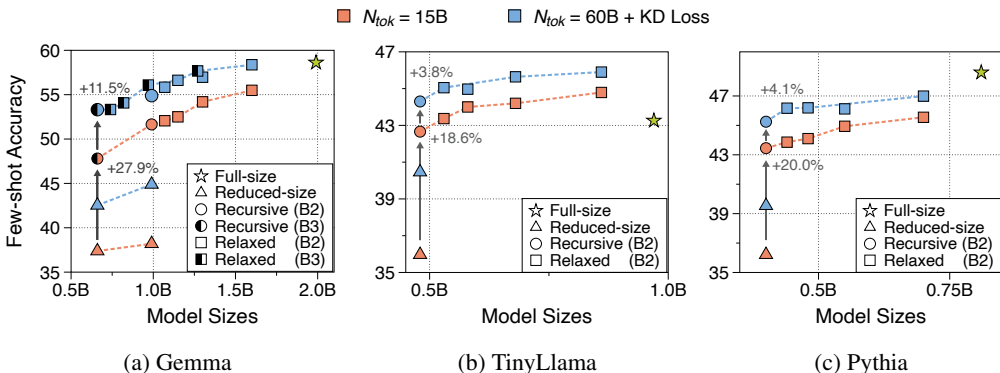 N_tok = 15B
N_tok = 60B + KD Loss
Few-shot Accuracy
60
55
50
45
40
35
+11.5%
+27.9%
Full-size
Reduced-size
Recursive (B2)
Recursive (B3)
Relaxed (B2)
Relaxed (B3)
0.5B 1.0B 1.5B 2.0B
Model Sizes
(a) Gemma
47
43
39
35
+3.8%
+18.6%
Full-size
Reduced-size
Recursive (B2)
Relaxed (B2)
0.5B 1.0B
Model Sizes
(b) TinyLlama
51
47
43
39
35
+4.1%
+20.0%
Full-size
Reduced-size
Recursive (B2)
Relaxed (B2)
0.5B 0.75B
Model Sizes
(c) Pythia